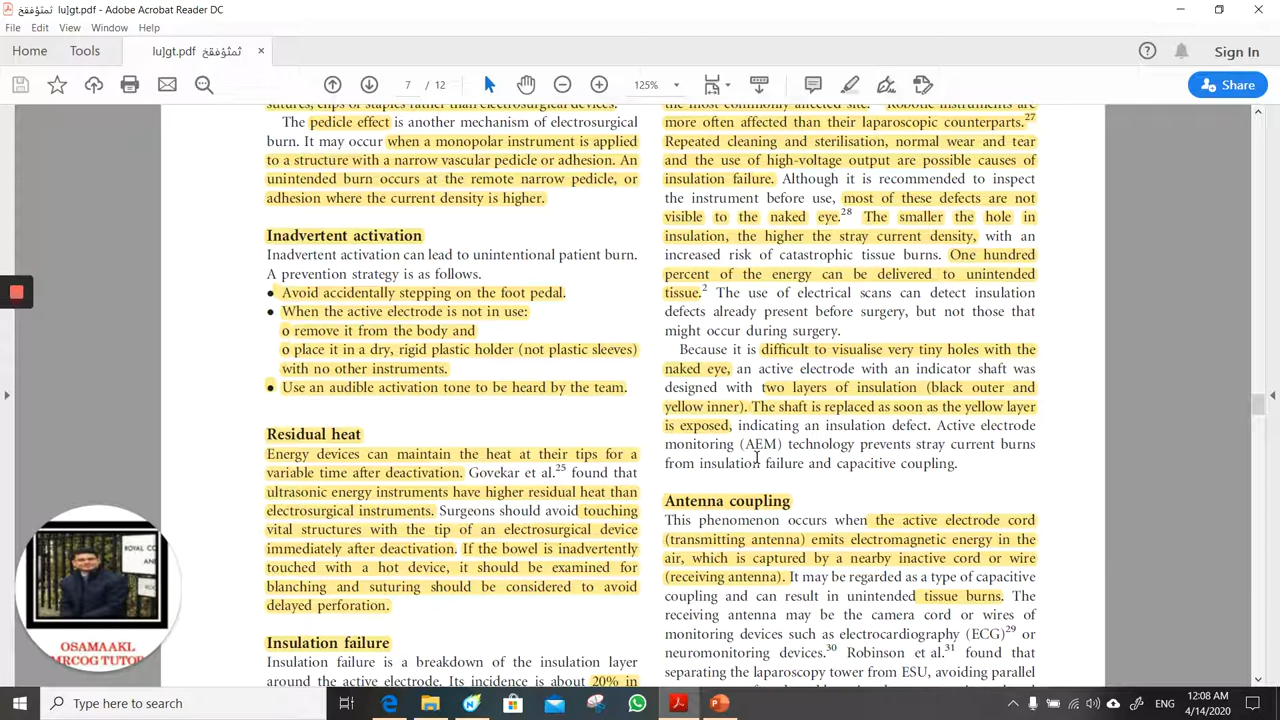 ثمثؤفقخ lu]gt.pdf - Adobe Acrobat Reader DC
File Edit View Window Help
Home Tools
lu]gt.pdf ثمثؤفقخ ×
Sign In
7 / 12
125%
Share
sutures, clips or staples rather than electrosurgical devices.
The pedicle effect is another mechanism of electrosurgical
burn. It may occur when a monopolar instrument is applied
to a structure with a narrow vascular pedicle or adhesion. An
unintended burn occurs at the remote narrow pedicle, or
adhesion where the current density is higher.
Inadvertent activation
Inadvertent activation can lead to unintentional patient burn.
A prevention strategy is as follows.
● Avoid accidentally stepping on the foot pedal.
● When the active electrode is not in use:
o remove it from the body and
o place it in a dry, rigid plastic holder (not plastic sleeves)
with no other instruments.
● Use an audible activation tone to be heard by the team.
Residual heat
Energy devices can maintain the heat at their tips for a
variable time after deactivation. Govekar et al.25 found that
ultrasonic energy instruments have higher residual heat than
electrosurgical instruments. Surgeons should avoid touching
vital structures with the tip of an electrosurgical device
immediately after deactivation. If the bowel is inadvertently
touched with a hot device, it should be examined for
blanching and suturing should be considered to avoid
delayed perforation.
Insulation failure
Insulation failure is a breakdown of the insulation layer
around the active electrode. Its incidence is about 20% in
the most commonly affected site. Robotic instruments are
more often affected than their laparoscopic counterparts.27
Repeated cleaning and sterilisation, normal wear and tear
and the use of high-voltage output are possible causes of
insulation failure. Although it is recommended to inspect
the instrument before use, most of these defects are not
visible to the naked eye.28 The smaller the hole in
insulation, the higher the stray current density, with an
increased risk of catastrophic tissue burns. One hundred
percent of the energy can be delivered to unintended
tissue.2 The use of electrical scans can detect insulation
defects already present before surgery, but not those that
might occur during surgery.
Because it is difficult to visualise very tiny holes with the
naked eye, an active electrode with an indicator shaft was
designed with two layers of insulation (black outer and
yellow inner). The shaft is replaced as soon as the yellow layer
is exposed, indicating an insulation defect. Active electrode
monitoring (AEM) technology prevents stray current burns
from insulation failure and capacitive coupling.
Antenna coupling
This phenomenon occurs when the active electrode cord
(transmitting antenna) emits electromagnetic energy in the
air, which is captured by a nearby inactive cord or wire
(receiving antenna). It may be regarded as a type of capacitive
coupling and can result in unintended tissue burns. The
receiving antenna may be the camera cord or wires of
monitoring devices such as electrocardiography (ECG)29 or
neuromonitoring devices.30 Robinson et al.31 found that
separating the laparoscopy tower from ESU, avoiding parallel
ROYAL CO
OSAMA AKL
MRCOG TUTOR
Type here to search
ENG
12:08 AM
4/14/2020